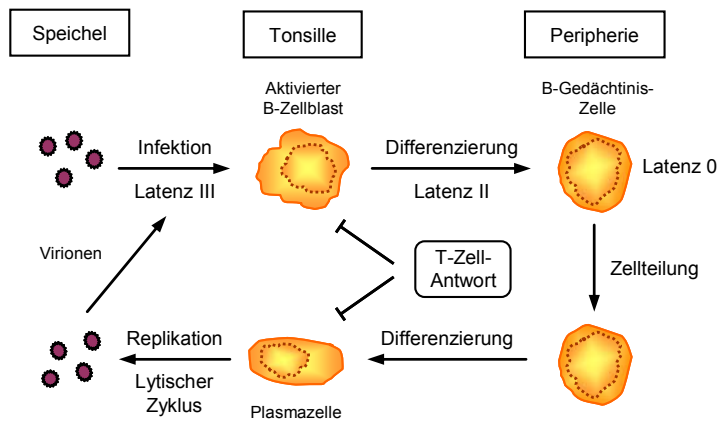 Speichel
Tonsille
Peripherie
Aktivierter
B-Zellblast
B-Gedächtinis-
Zelle
Infektion
Latenz III
Differenzierung
Latenz II
Latenz 0
Virionen
T-Zell-
Antwort
Zellteilung
Replikation
Lytischer
Zyklus
Plasmazelle
Differenzierung